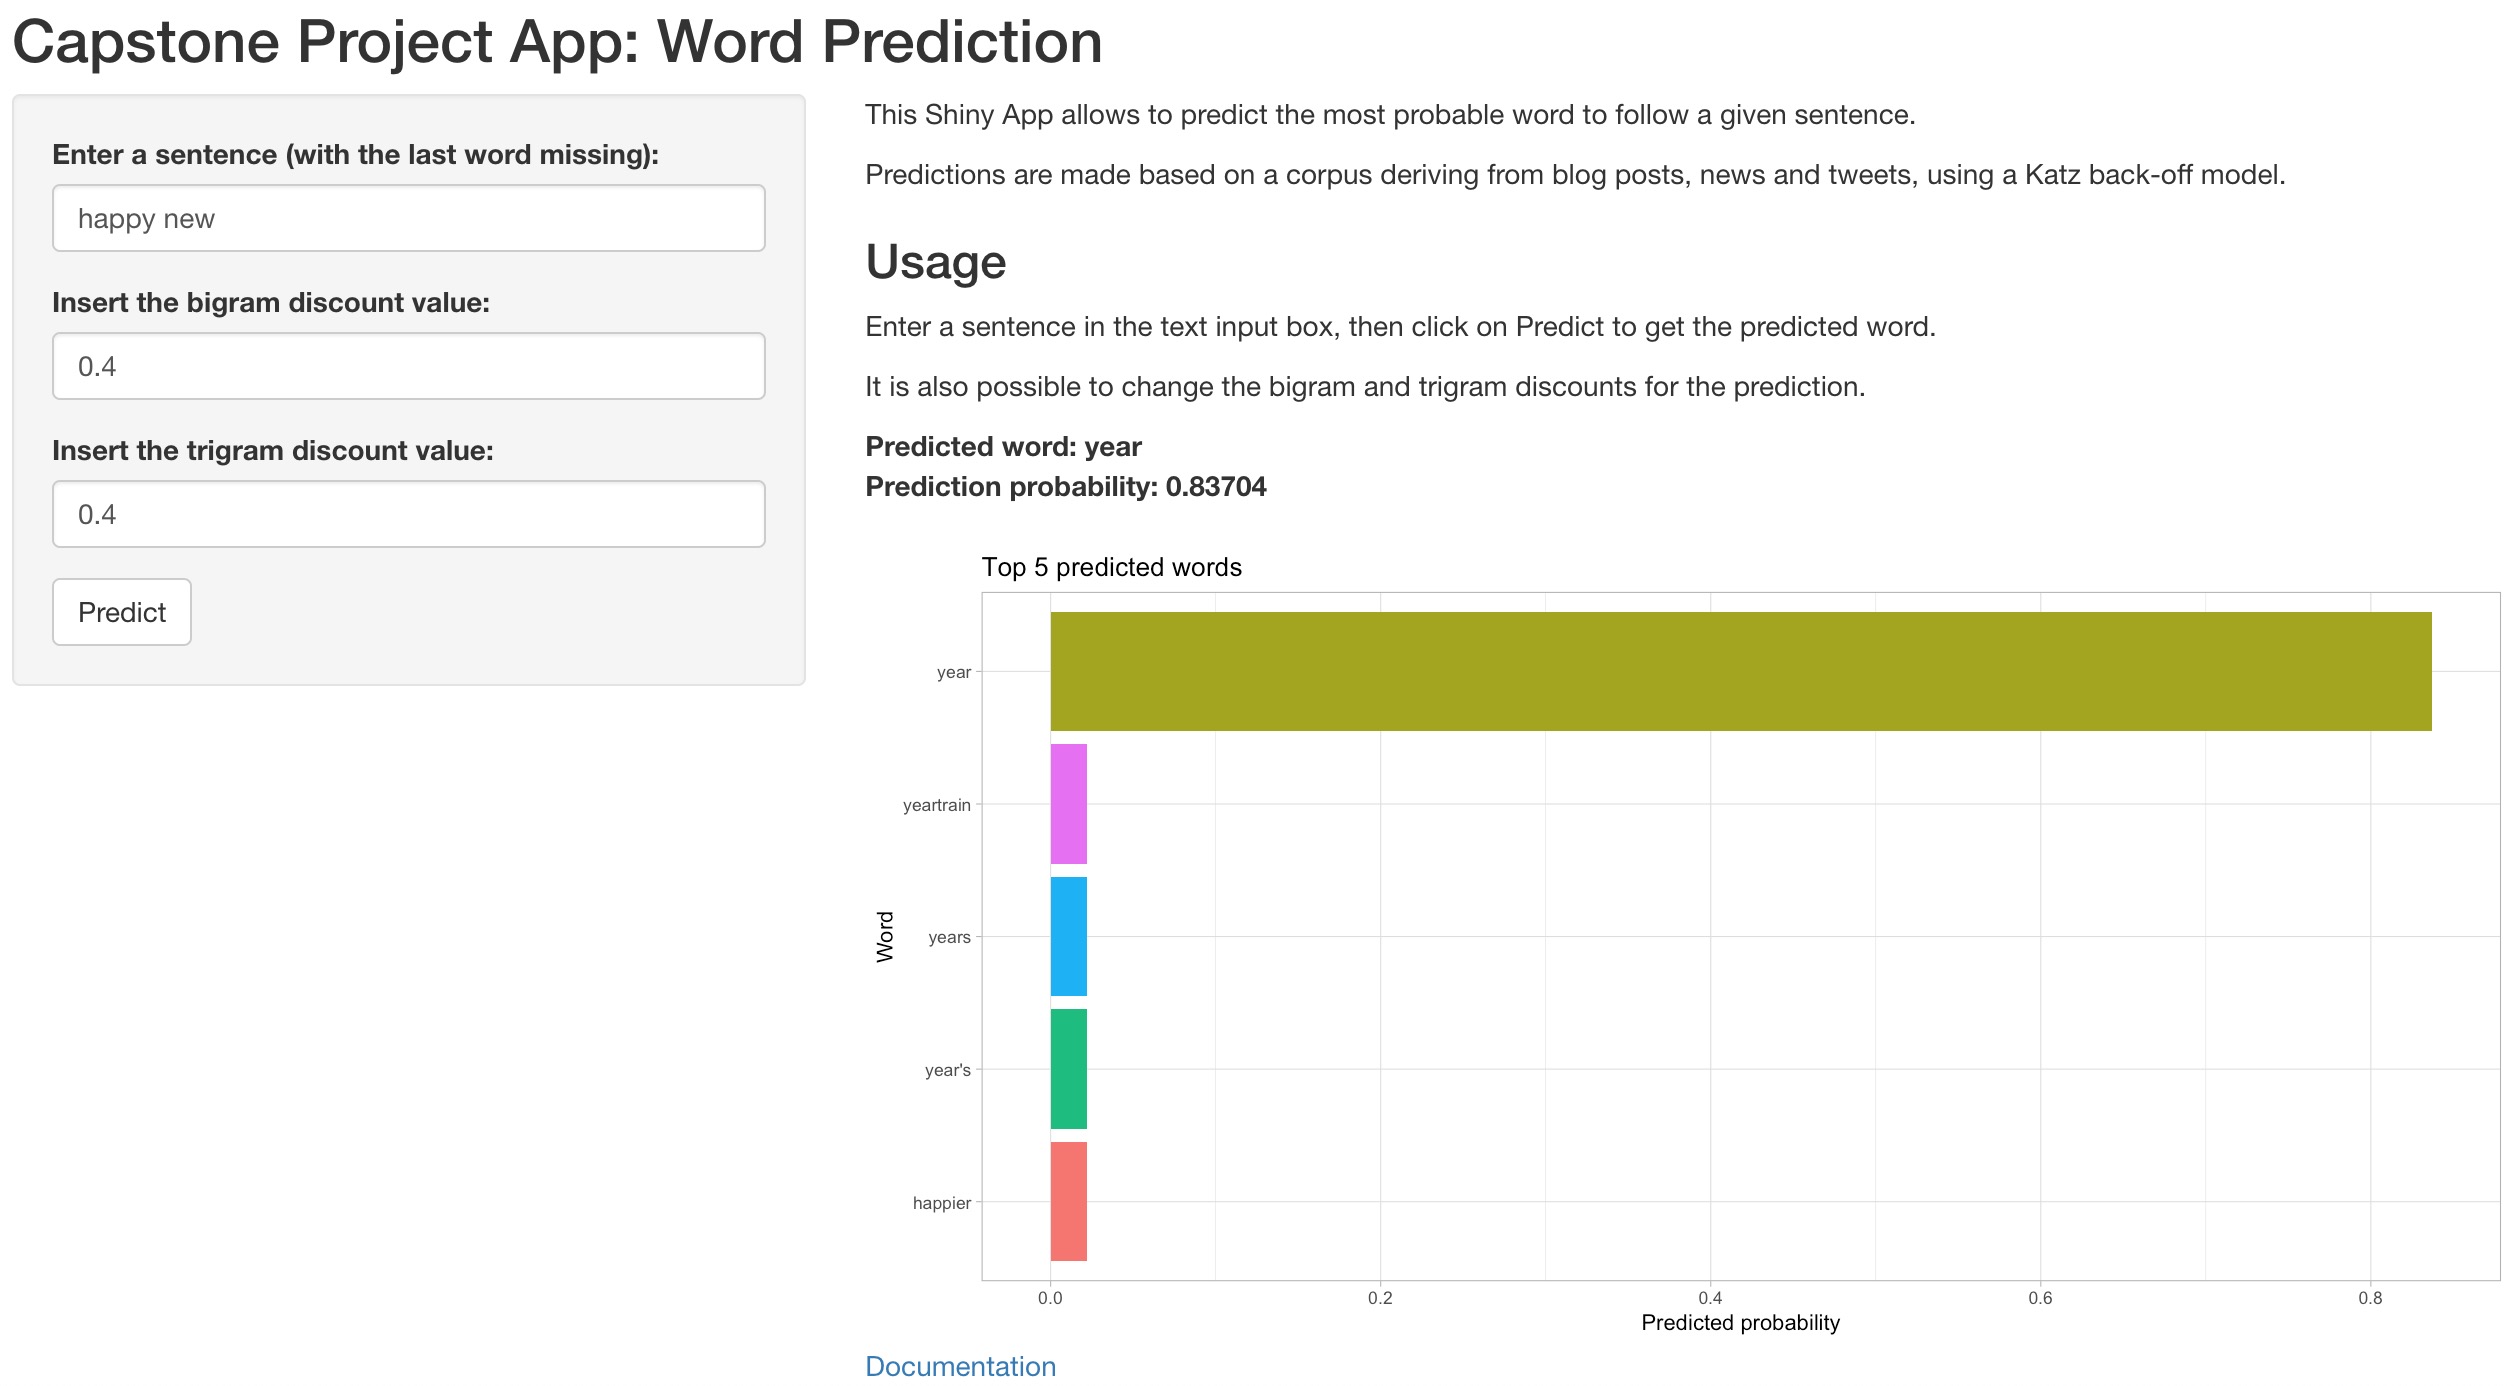 Capstone Project App: Word Prediction
Enter a sentence (with the last word missing):
happy new
Insert the bigram discount value:
0.4
Insert the trigram discount value:
0.4
Predict
This Shiny App allows to predict the most probable word to follow a given sentence.
Predictions are made based on a corpus deriving from blog posts, news and tweets, using a Katz back-off model.
Usage
Enter a sentence in the text input box, then click on Predict to get the predicted word.
It is also possible to change the bigram and trigram discounts for the prediction.
Predicted word: year
Prediction probability: 0.83704
Top 5 predicted words
year
yeartrain
years
year's
happier
Word
0.0 0.2 0.4 0.6 0.8
Predicted probability
Documentation